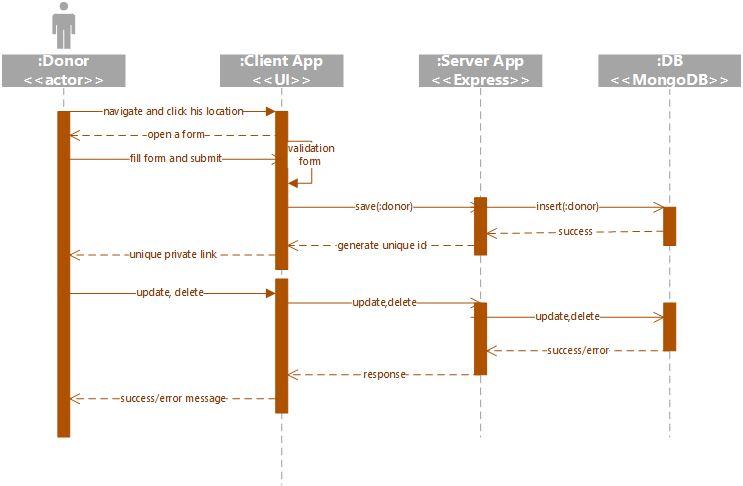 :Donor
<<actor>>
:Client App
<<UI>>
:Server App
<<Express>>
:DB
<<MongoDB>>
navigate and click his location
open a form
validation
form
fill form and submit
save(:donor)
insert(:donor)
success
generate unique id
unique private link
update, delete
update,delete
update,delete
success/error
response
success/error message